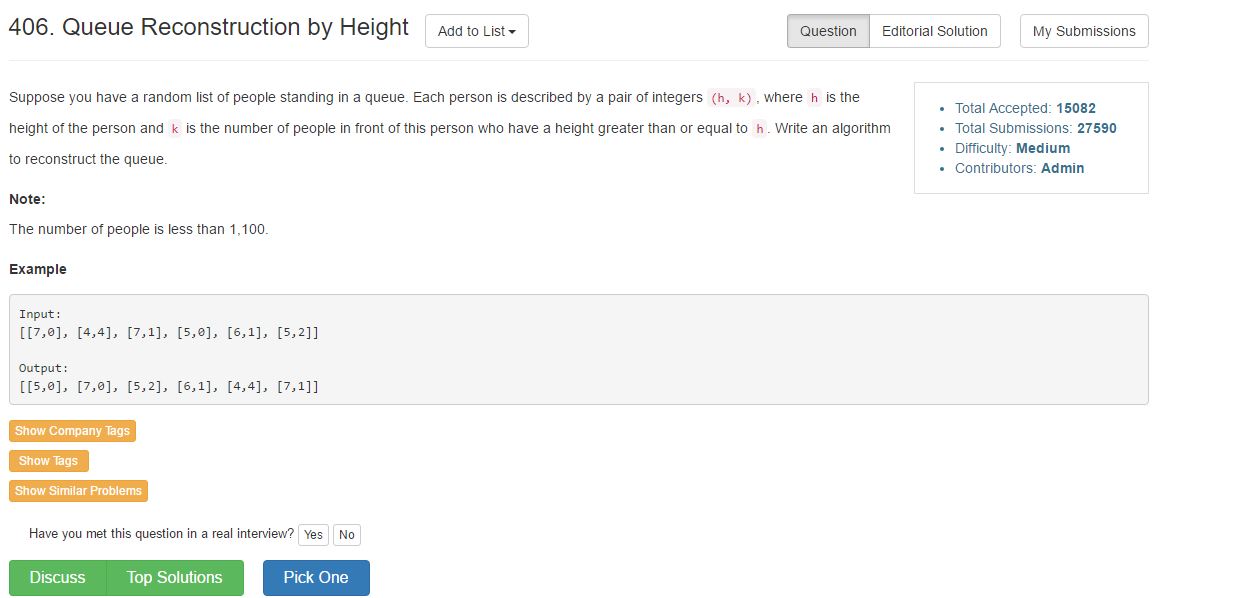 406. Queue Reconstruction by Height
Add to List
Question
Editorial Solution
My Submissions
Suppose you have a random list of people standing in a queue. Each person is described by a pair of integers (h, k), where h is the
height of the person and k is the number of people in front of this person who have a height greater than or equal to h. Write an algorithm
to reconstruct the queue.
Total Accepted: 15082
Total Submissions: 27590
Difficulty: Medium
Contributors: Admin
Note:
The number of people is less than 1,100.
Example
Input:
[[7,0], [4,4], [7,1], [5,0], [6,1], [5,2]]
Output:
[[5,0], [7,0], [5,2], [6,1], [4,4], [7,1]]
Show Company Tags
Show Tags
Show Similar Problems
Have you met this question in a real interview? Yes No
Discuss
Top Solutions
Pick One